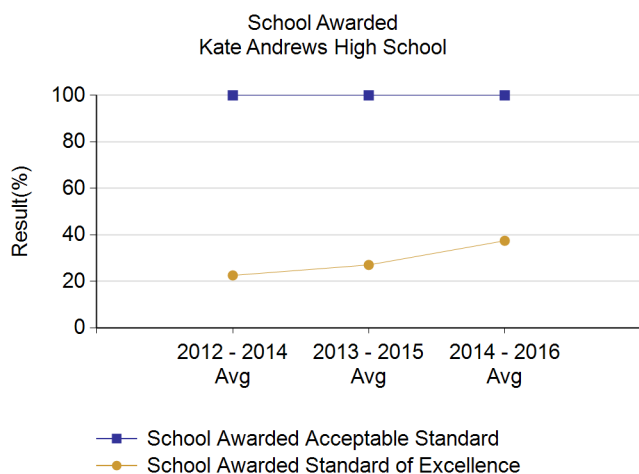 School Awarded
Kate Andrews High School
Result(%)
100
80
60
40
20
0
2012 - 2014 Avg
2013 - 2015 Avg
2014 - 2016 Avg
School Awarded Acceptable Standard
School Awarded Standard of Excellence